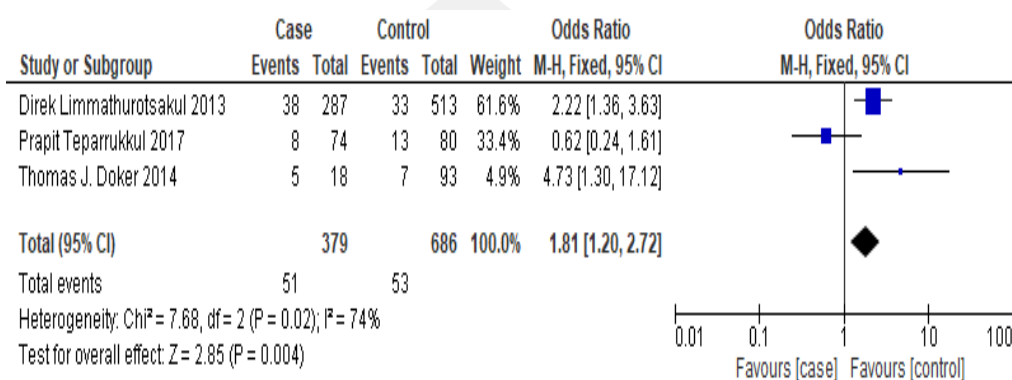 Case Control Odds Ratio Odds Ratio
Study or Subgroup Events Total Events Total Weight M-H, Fixed, 95% CI M-H, Fixed, 95% CI
Direk Limmathurotsakul 2013 38 287 33 513 61.6% 2.22 [1.36, 3.63]
Prapit Teparrukkul 2017 8 74 13 80 33.4% 0.62 [0.24, 1.61]
Thomas J. Doker 2014 5 18 7 93 4.9% 4.73 [1.30, 17.12]
Total (95% CI) 379 686 100.0% 1.81 [1.20, 2.72]
Total events 51 53
Heterogeneity: Chi² = 7.68, df = 2 (P = 0.02); I² = 74%
Test for overall effect: Z = 2.85 (P = 0.004)
0.01 0.1 1 10 100
Favours [case] Favours [control]